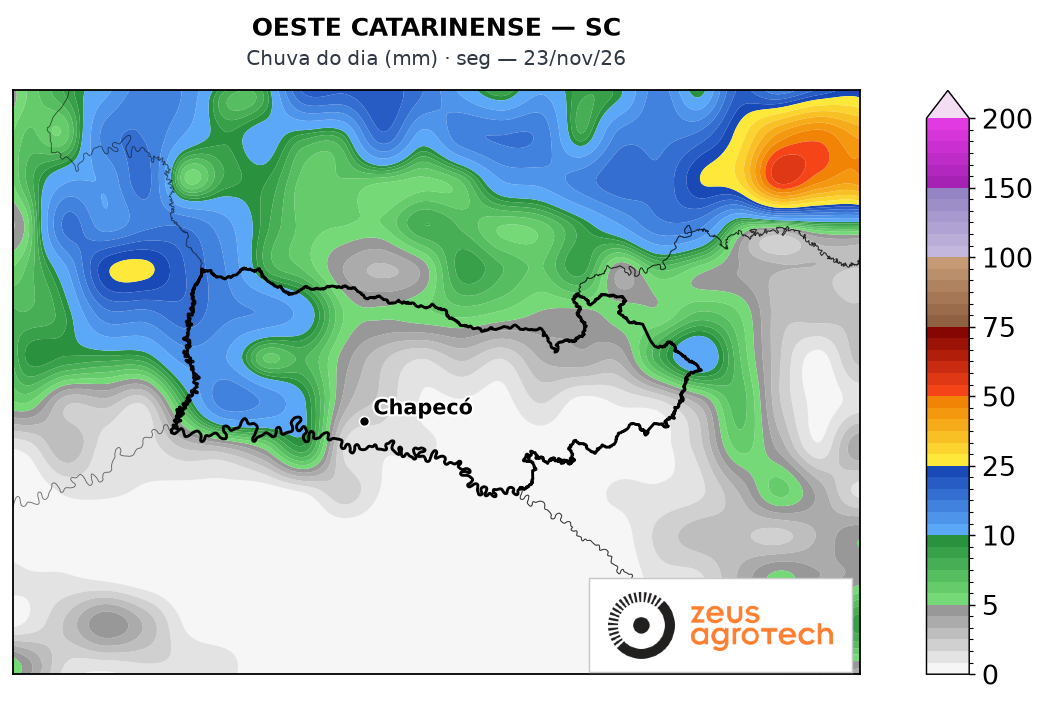 OESTE CATARINENSE — SC
Chuva do dia (mm) · seg — 23/nov/26
Chapecó
200
150
100
75
50
25
10
5
0
zeus
agrotech